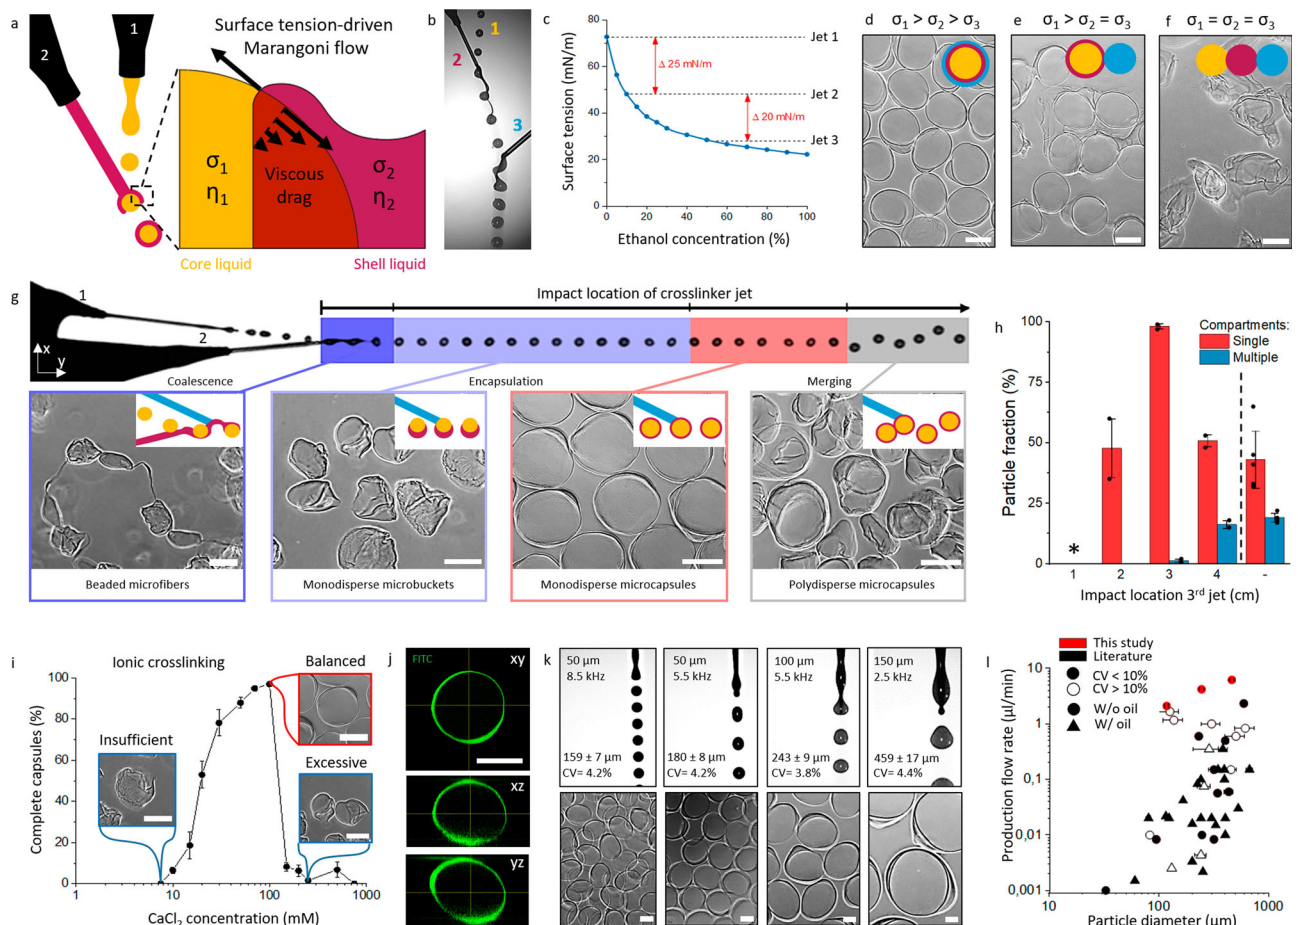 a
2
1
Surface tension-driven
Marangoni flow
σ1
η1
Viscous
drag
σ2
η2
Core liquid
Shell liquid
b
1
2
3
c
Surface tension (mN/m)
80
60
40
20
0
0 20 40 60 80 100
Ethanol concentration (%)
Δ 25 mN/m
Δ 20 mN/m
Jet 1
Jet 2
Jet 3
d σ1 > σ2 > σ3
e σ1 > σ2 = σ3
f σ1 = σ2 = σ3
g
1
2
x
y
Impact location of crosslinker jet
Coalescence
Encapsulation
Merging
Beaded microfibers
Monodisperse microbuckets
Monodisperse microcapsules
Polydisperse microcapsules
h
Particle fraction (%)
100
75
50
25
0
Compartments:
Single
Multiple
*
1 2 3 4 -
Impact location 3rd jet (cm)
i
Ionic crosslinking
Balanced
Insufficient
Excessive
Complete capsules (%)
100
80
60
40
20
0
1 10 100 1000
CaCl2 concentration (mM)
j
FITC
xy
xz
yz
k
50 µm
8.5 kHz
159 ± 7 µm
CV= 4.2%
50 µm
5.5 kHz
180 ± 8 µm
CV= 4.2%
100 µm
5.5 kHz
243 ± 9 µm
CV= 3.8%
150 µm
2.5 kHz
459 ± 17 µm
CV= 4.4%
l
This study
Literature
CV < 10%
CV > 10%
W/o oil
W/ oil
Production flow rate (µl/min)
10
1
0,1
0,01
0,001
10 100 1000
Particle diameter (µm)